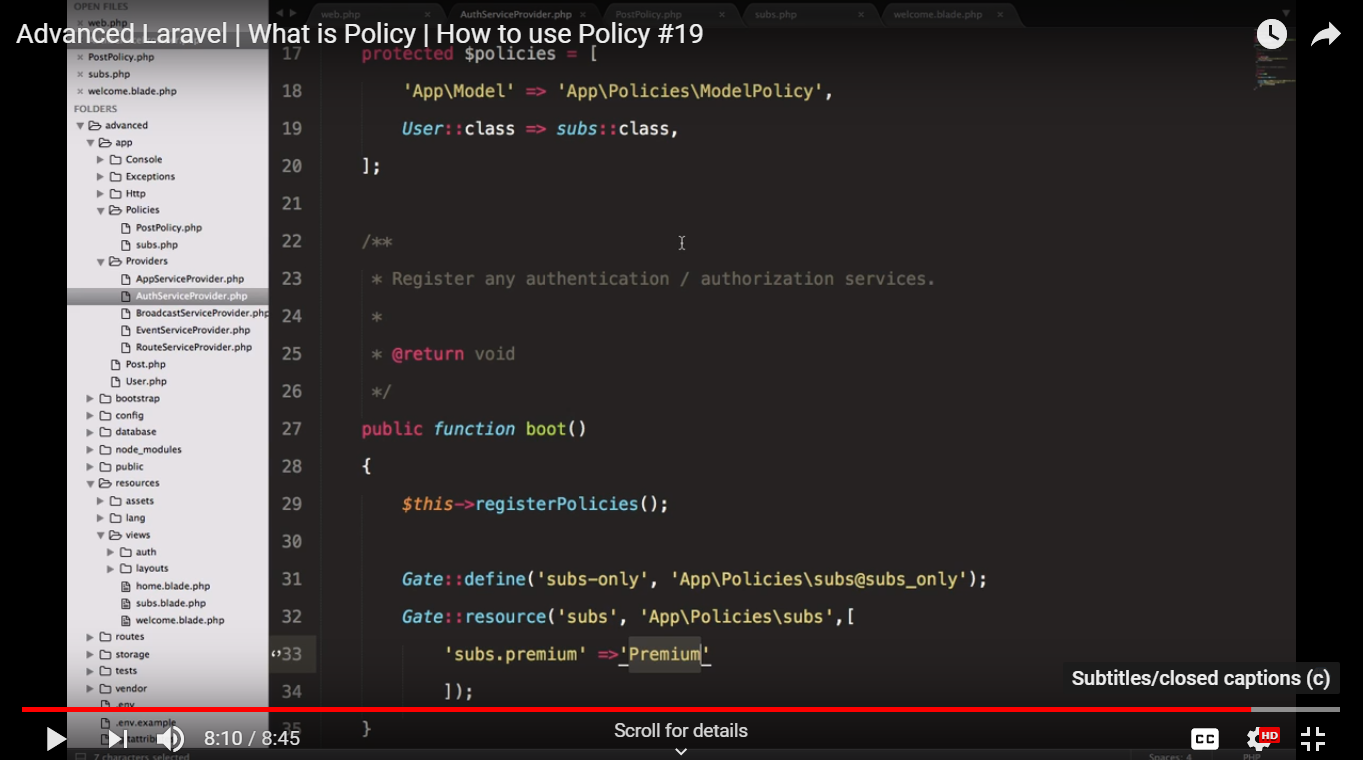 OPEN FILES
web.php
AuthServiceProvider.php
PostPolicy.php
subs.php
welcome.blade.php
Advanced Laravel | What is Policy | How to use Policy #19
PostPolicy.php
subs.php
welcome.blade.php
FOLDERS
advanced
app
Console
Exceptions
Http
Policies
PostPolicy.php
subs.php
Providers
AppServiceProvider.php
AuthServiceProvider.php
BroadcastServiceProvider.php
EventServiceProvider.php
RouteServiceProvider.php
Post.php
User.php
bootstrap
config
database
node_modules
public
resources
assets
lang
views
auth
layouts
home.blade.php
subs.blade.php
welcome.blade.php
routes
storage
tests
vendor
.env
.env.example
web.php
17 protected $policies = [
18 'App\Model' => 'App\Policies\ModelPolicy',
19 User::class => subs::class,
20 ];
21
22 /**
23 * Register any authentication / authorization services.
24 *
25 * @return void
26 */
27 public function boot()
28 {
29 $this->registerPolicies();
30
31 Gate::define('subs-only', 'App\Policies\subs@subs_only');
32 Gate::resource('subs', 'App\Policies\subs',[
33 'subs.premium' =>'Premium'
34 ]);
35 }
Subtitles/closed captions (c)
8:10 / 8:45
Scroll for details
CC
HD
7 characters selected
Spaces: 4
PHP